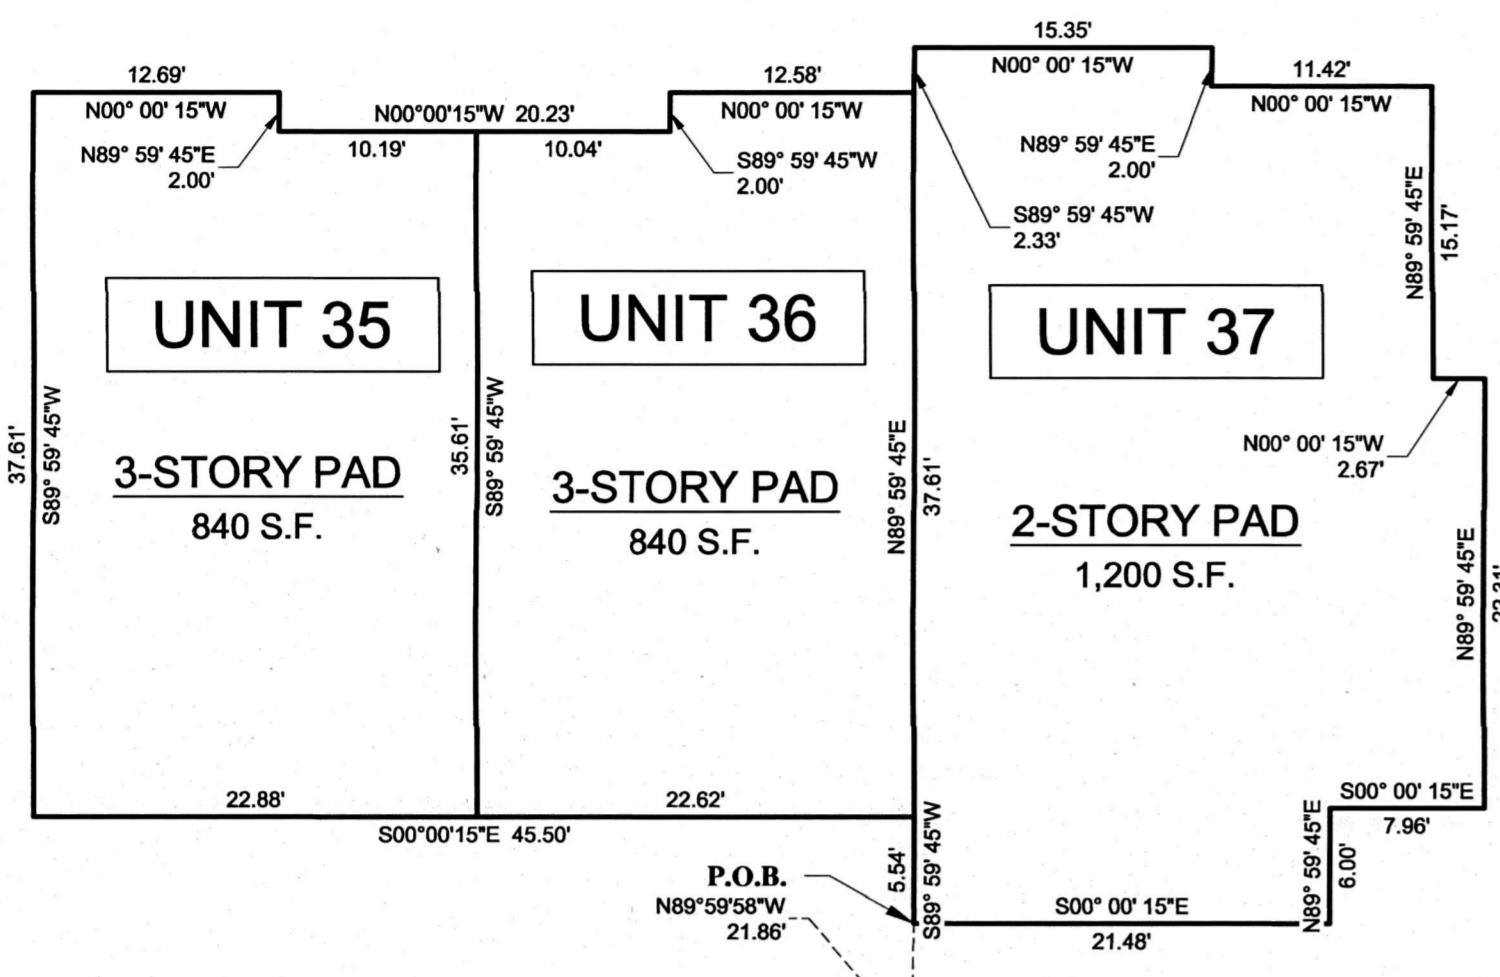 15.35'
N00° 00' 15"W
12.69'
N00° 00' 15"W
12.58'
N00° 00' 15"W
11.42'
N00° 00' 15"W
N00°00'15"W 20.23'
10.19'
10.04'
N89° 59' 45"E
2.00'
S89° 59' 45"W
2.00'
N89° 59' 45"E
2.00'
S89° 59' 45"W
2.33'
N89° 59' 45"E
15.17'
UNIT 35
UNIT 36
UNIT 37
37.61'
S89° 59' 45"W
35.61'
S89° 59' 45"W
N89° 59' 45"E
37.61'
N00° 00' 15"W
2.67'
3-STORY PAD
840 S.F.
3-STORY PAD
840 S.F.
2-STORY PAD
1,200 S.F.
N89° 59' 45"E
22.88'
22.62'
S00°00'15"E 45.50'
S00° 00' 15"E
7.96'
N89° 59' 45"E
6.00'
5.54'
S89° 59' 45"W
P.O.B.
N89°59'58"W
21.86'
S00° 00' 15"E
21.48'